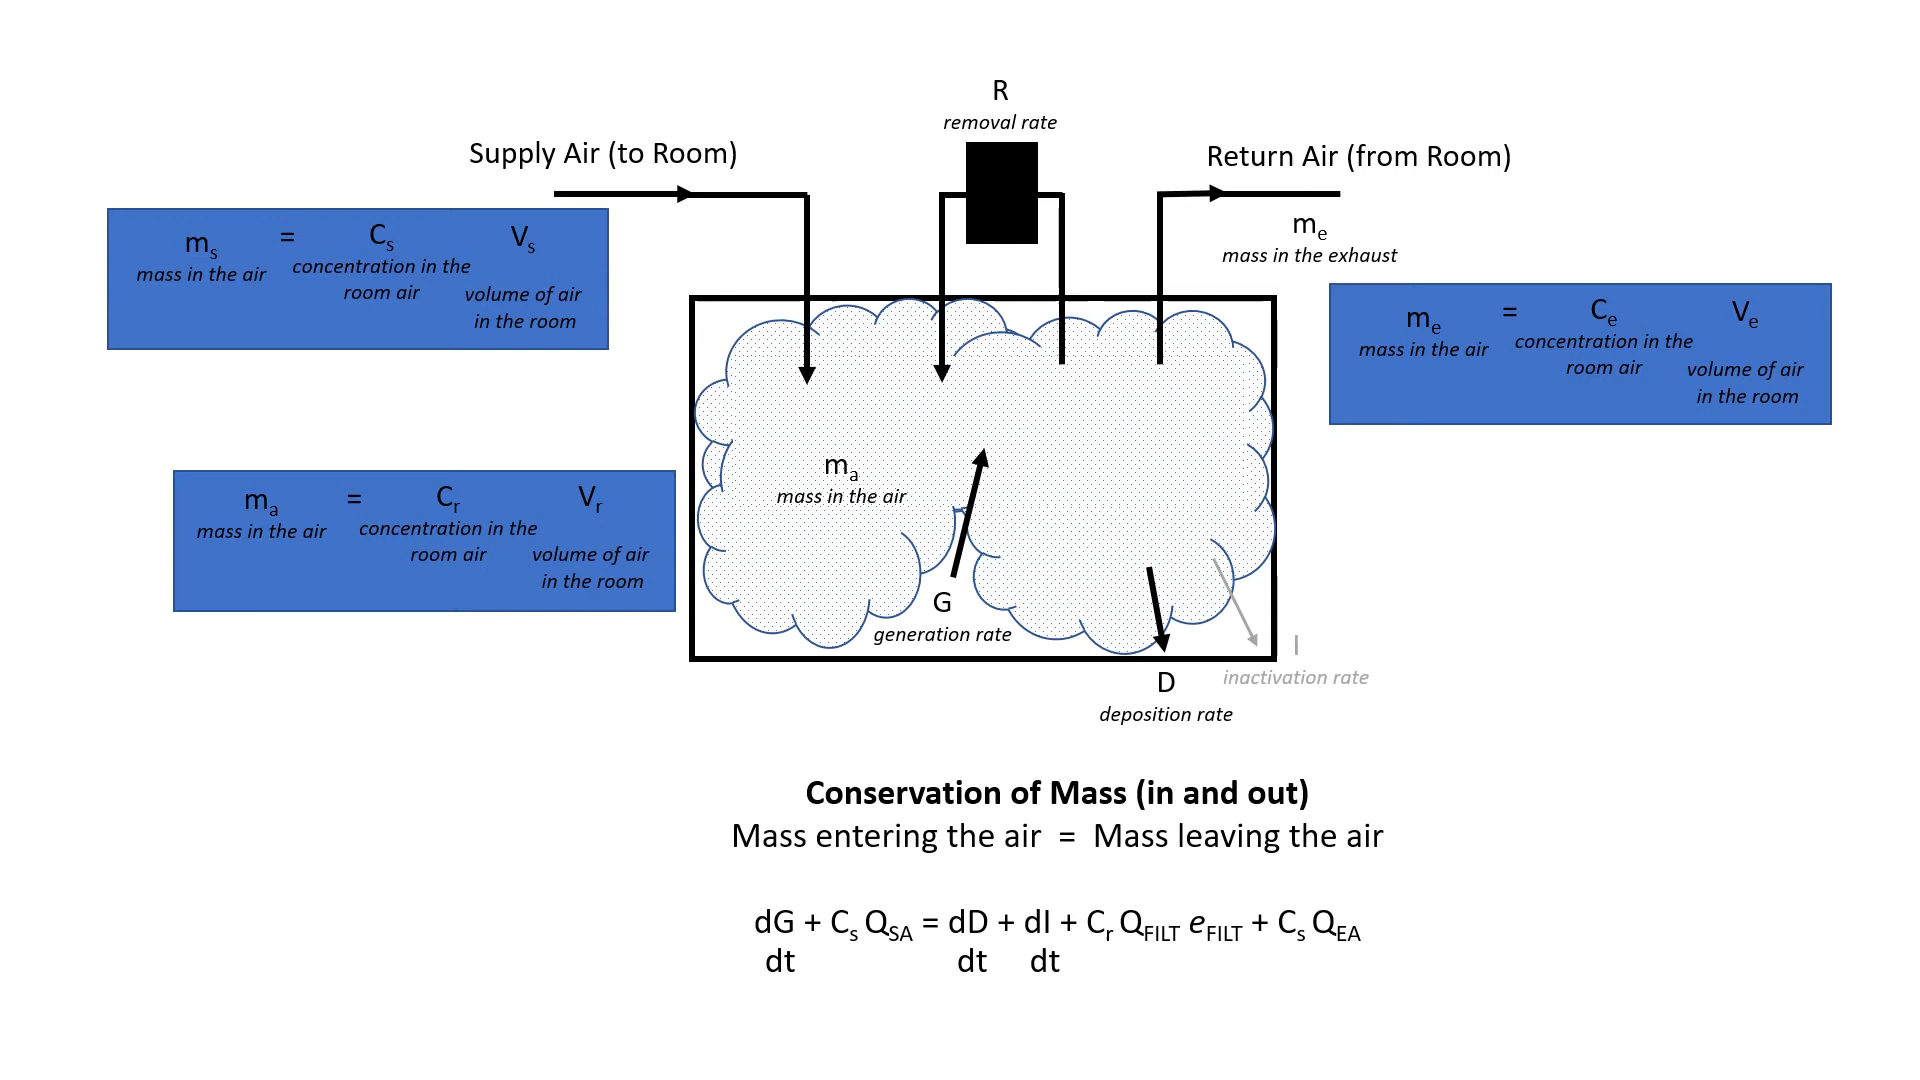 R
removal rate
Supply Air (to Room)
Return Air (from Room)
mₛ = Cₛ Vₛ
mass in the air
concentration in the
room air
volume of air
in the room
mₑ
mass in the exhaust
mₑ = Cₑ Vₑ
mass in the air
concentration in the
room air
volume of air
in the room
mₐ
mass in the air
mₐ = Cᵣ Vᵣ
mass in the air
concentration in the
room air
volume of air
in the room
G
generation rate
I
inactivation rate
D
deposition rate
Conservation of Mass (in and out)
Mass entering the air = Mass leaving the air
dG + Cₛ Q_SA = dD + dI + Cᵣ Q_FILT e_FILT + Cₛ Q_EA
dt dt dt